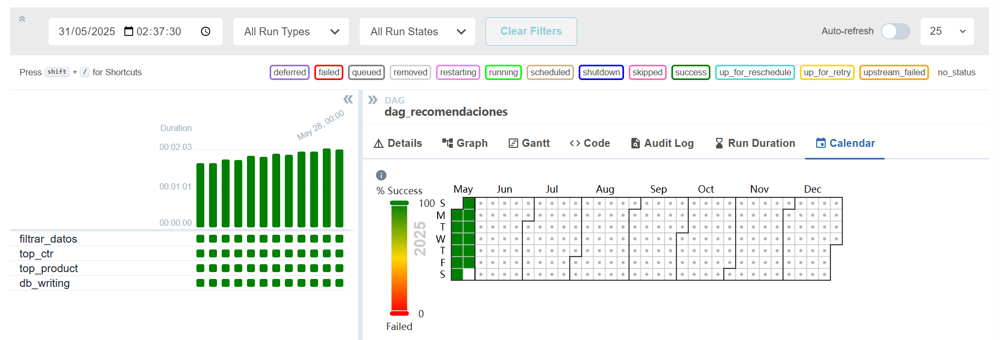 31/05/2025 02:37:30 All Run Types All Run States Clear Filters Auto-refresh 25
Press shift + / for Shortcuts deferred failed queued removed restarting running scheduled shutdown skipped success up_for_reschedule up_for_retry upstream_failed no_status
May 28, 00:00
Duration
00:02:03
00:01:01
00:00:00
filtrar_datos
top_ctr
top_product
db_writing
DAG
dag_recomendaciones
Details Graph Gantt Code Audit Log Run Duration Calendar
% Success
100
0
Failed
2025
May Jun Jul Aug Sep Oct Nov Dec
S
M
T
W
T
F
S